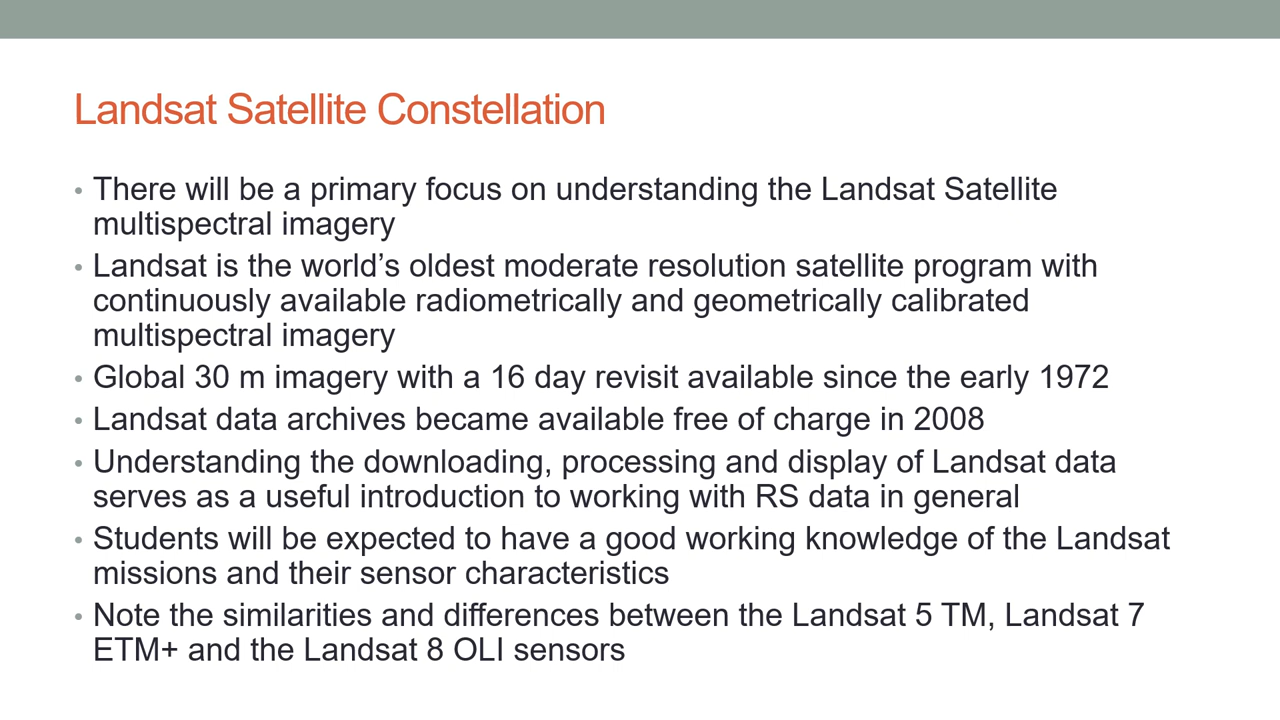 Landsat Satellite Constellation
• There will be a primary focus on understanding the Landsat Satellite
multispectral imagery
• Landsat is the world’s oldest moderate resolution satellite program with
continuously available radiometrically and geometrically calibrated
multispectral imagery
• Global 30 m imagery with a 16 day revisit available since the early 1972
• Landsat data archives became available free of charge in 2008
• Understanding the downloading, processing and display of Landsat data
serves as a useful introduction to working with RS data in general
• Students will be expected to have a good working knowledge of the Landsat
missions and their sensor characteristics
• Note the similarities and differences between the Landsat 5 TM, Landsat 7
ETM+ and the Landsat 8 OLI sensors